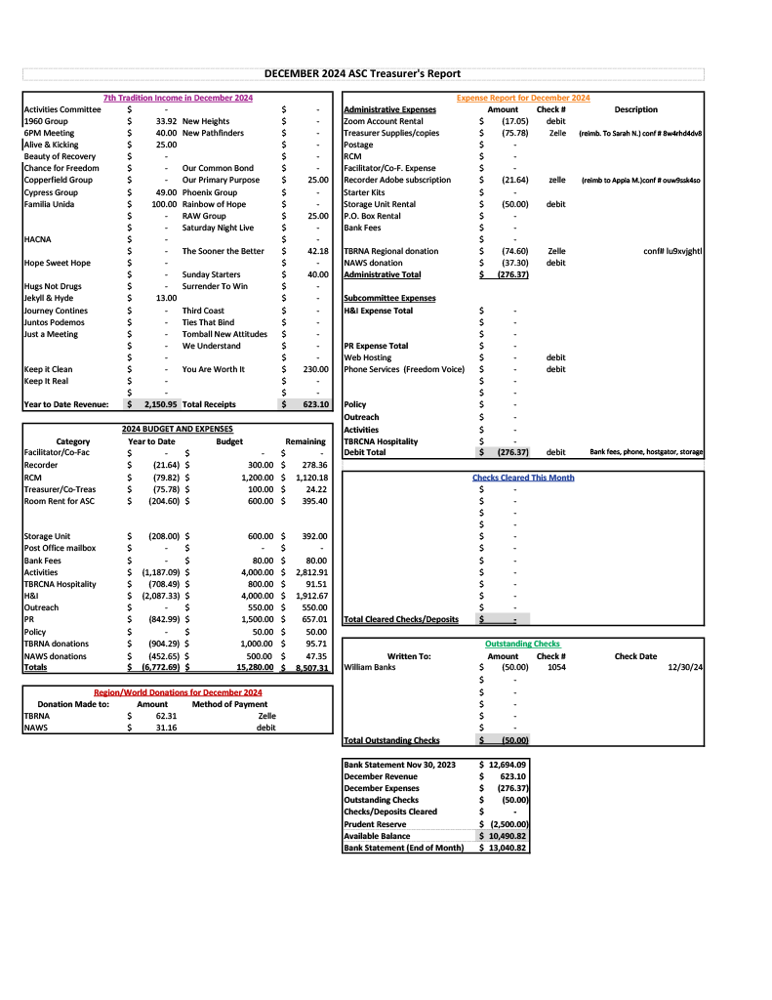 DECEMBER 2024 ASC Treasurer's Report
7th Tradition Income in December 2024
Activities Committee $ - $ -
1960 Group $ 33.92 New Heights $ -
6PM Meeting $ 40.00 New Pathfinders $ -
Alive & Kicking $ 25.00 $ -
Beauty of Recovery $ - $ -
Chance for Freedom $ - Our Common Bond $ -
Copperfield Group $ - Our Primary Purpose $ 25.00
Cypress Group $ 49.00 Phoenix Group $ -
Familia Unida $ 100.00 Rainbow of Hope $ -
$ - RAW Group $ 25.00
$ - Saturday Night Live $ -
HACNA $ - $ -
$ - The Sooner the Better $ 42.18
Hope Sweet Hope $ - $ -
$ - Sunday Starters $ 40.00
Hugs Not Drugs $ - Surrender To Win $ -
Jekyll & Hyde $ 13.00 $ -
Journey Contines $ - Third Coast $ -
Juntos Podemos $ - Ties That Bind $ -
Just a Meeting $ - Tomball New Attitudes $ -
$ - We Understand $ -
$ - $ -
Keep it Clean $ - You Are Worth It $ 230.00
Keep It Real $ - $ -
$ - $ -
Year to Date Revenue: $ 2,150.95 Total Receipts $ 623.10
2024 BUDGET AND EXPENSES
Category Year to Date Budget Remaining
Facilitator/Co-Fac $ - $ - $ -
Recorder $ (21.64) $ 300.00 $ 278.36
RCM $ (79.82) $ 1,200.00 $ 1,120.18
Treasurer/Co-Treas $ (75.78) $ 100.00 $ 24.22
Room Rent for ASC $ (204.60) $ 600.00 $ 395.40
Storage Unit $ (208.00) $ 600.00 $ 392.00
Post Office mailbox $ - $ - $ -
Bank Fees $ - $ 80.00 $ 80.00
Activities $ (1,187.09) $ 4,000.00 $ 2,812.91
TBRCNA Hospitality $ (708.49) $ 800.00 $ 91.51
H&I $ (2,087.33) $ 4,000.00 $ 1,912.67
Outreach $ - $ 550.00 $ 550.00
PR $ (842.99) $ 1,500.00 $ 657.01
Policy $ - $ 50.00 $ 50.00
TBRNA donations $ (904.29) $ 1,000.00 $ 95.71
NAWS donations $ (452.65) $ 500.00 $ 47.35
Totals $ (6,772.69) $ 15,280.00 $ 8,507.31
Region/World Donations for December 2024
Donation Made to: Amount Method of Payment
TBRNA $ 62.31 Zelle
NAWS $ 31.16 debit
Expense Report for December 2024
Administrative Expenses Amount Check # Description
Zoom Account Rental $ (17.05) debit
Treasurer Supplies/copies $ (75.78) Zelle (reimb. To Sarah N.) conf # 8w4rhd4dv8
Postage $ -
RCM $ -
Facilitator/Co-F. Expense $ -
Recorder Adobe subscription $ (21.64) zelle (reimb to Appia M.)conf # ouw9ssk4so
Starter Kits $ -
Storage Unit Rental $ (50.00) debit
P.O. Box Rental $ -
Bank Fees $ -
$ -
TBRNA Regional donation $ (74.60) Zelle conf# lu9xvjghtl
NAWS donation $ (37.30) debit
Administrative Total $ (276.37)
Subcommittee Expenses
H&I Expense Total $ -
$ -
$ -
PR Expense Total $ -
Web Hosting $ - debit
Phone Services (Freedom Voice) $ - debit
$ -
$ -
Policy $ -
Outreach $ -
Activities $ -
TBRCNA Hospitality $ -
Debit Total $ (276.37) debit Bank fees, phone, hostgator, storage
Checks Cleared This Month
$ -
$ -
$ -
$ -
$ -
$ -
$ -
$ -
$ -
$ -
$ -
Total Cleared Checks/Deposits $ -
Outstanding Checks
Written To: Amount Check # Check Date
William Banks $ (50.00) 1054 12/30/24
$ -
$ -
$ -
$ -
$ -
Total Outstanding Checks $ (50.00)
Bank Statement Nov 30, 2023 $ 12,694.09
December Revenue $ 623.10
December Expenses $ (276.37)
Outstanding Checks $ (50.00)
Checks/Deposits Cleared $ -
Prudent Reserve $ (2,500.00)
Available Balance $ 10,490.82
Bank Statement (End of Month) $ 13,040.82